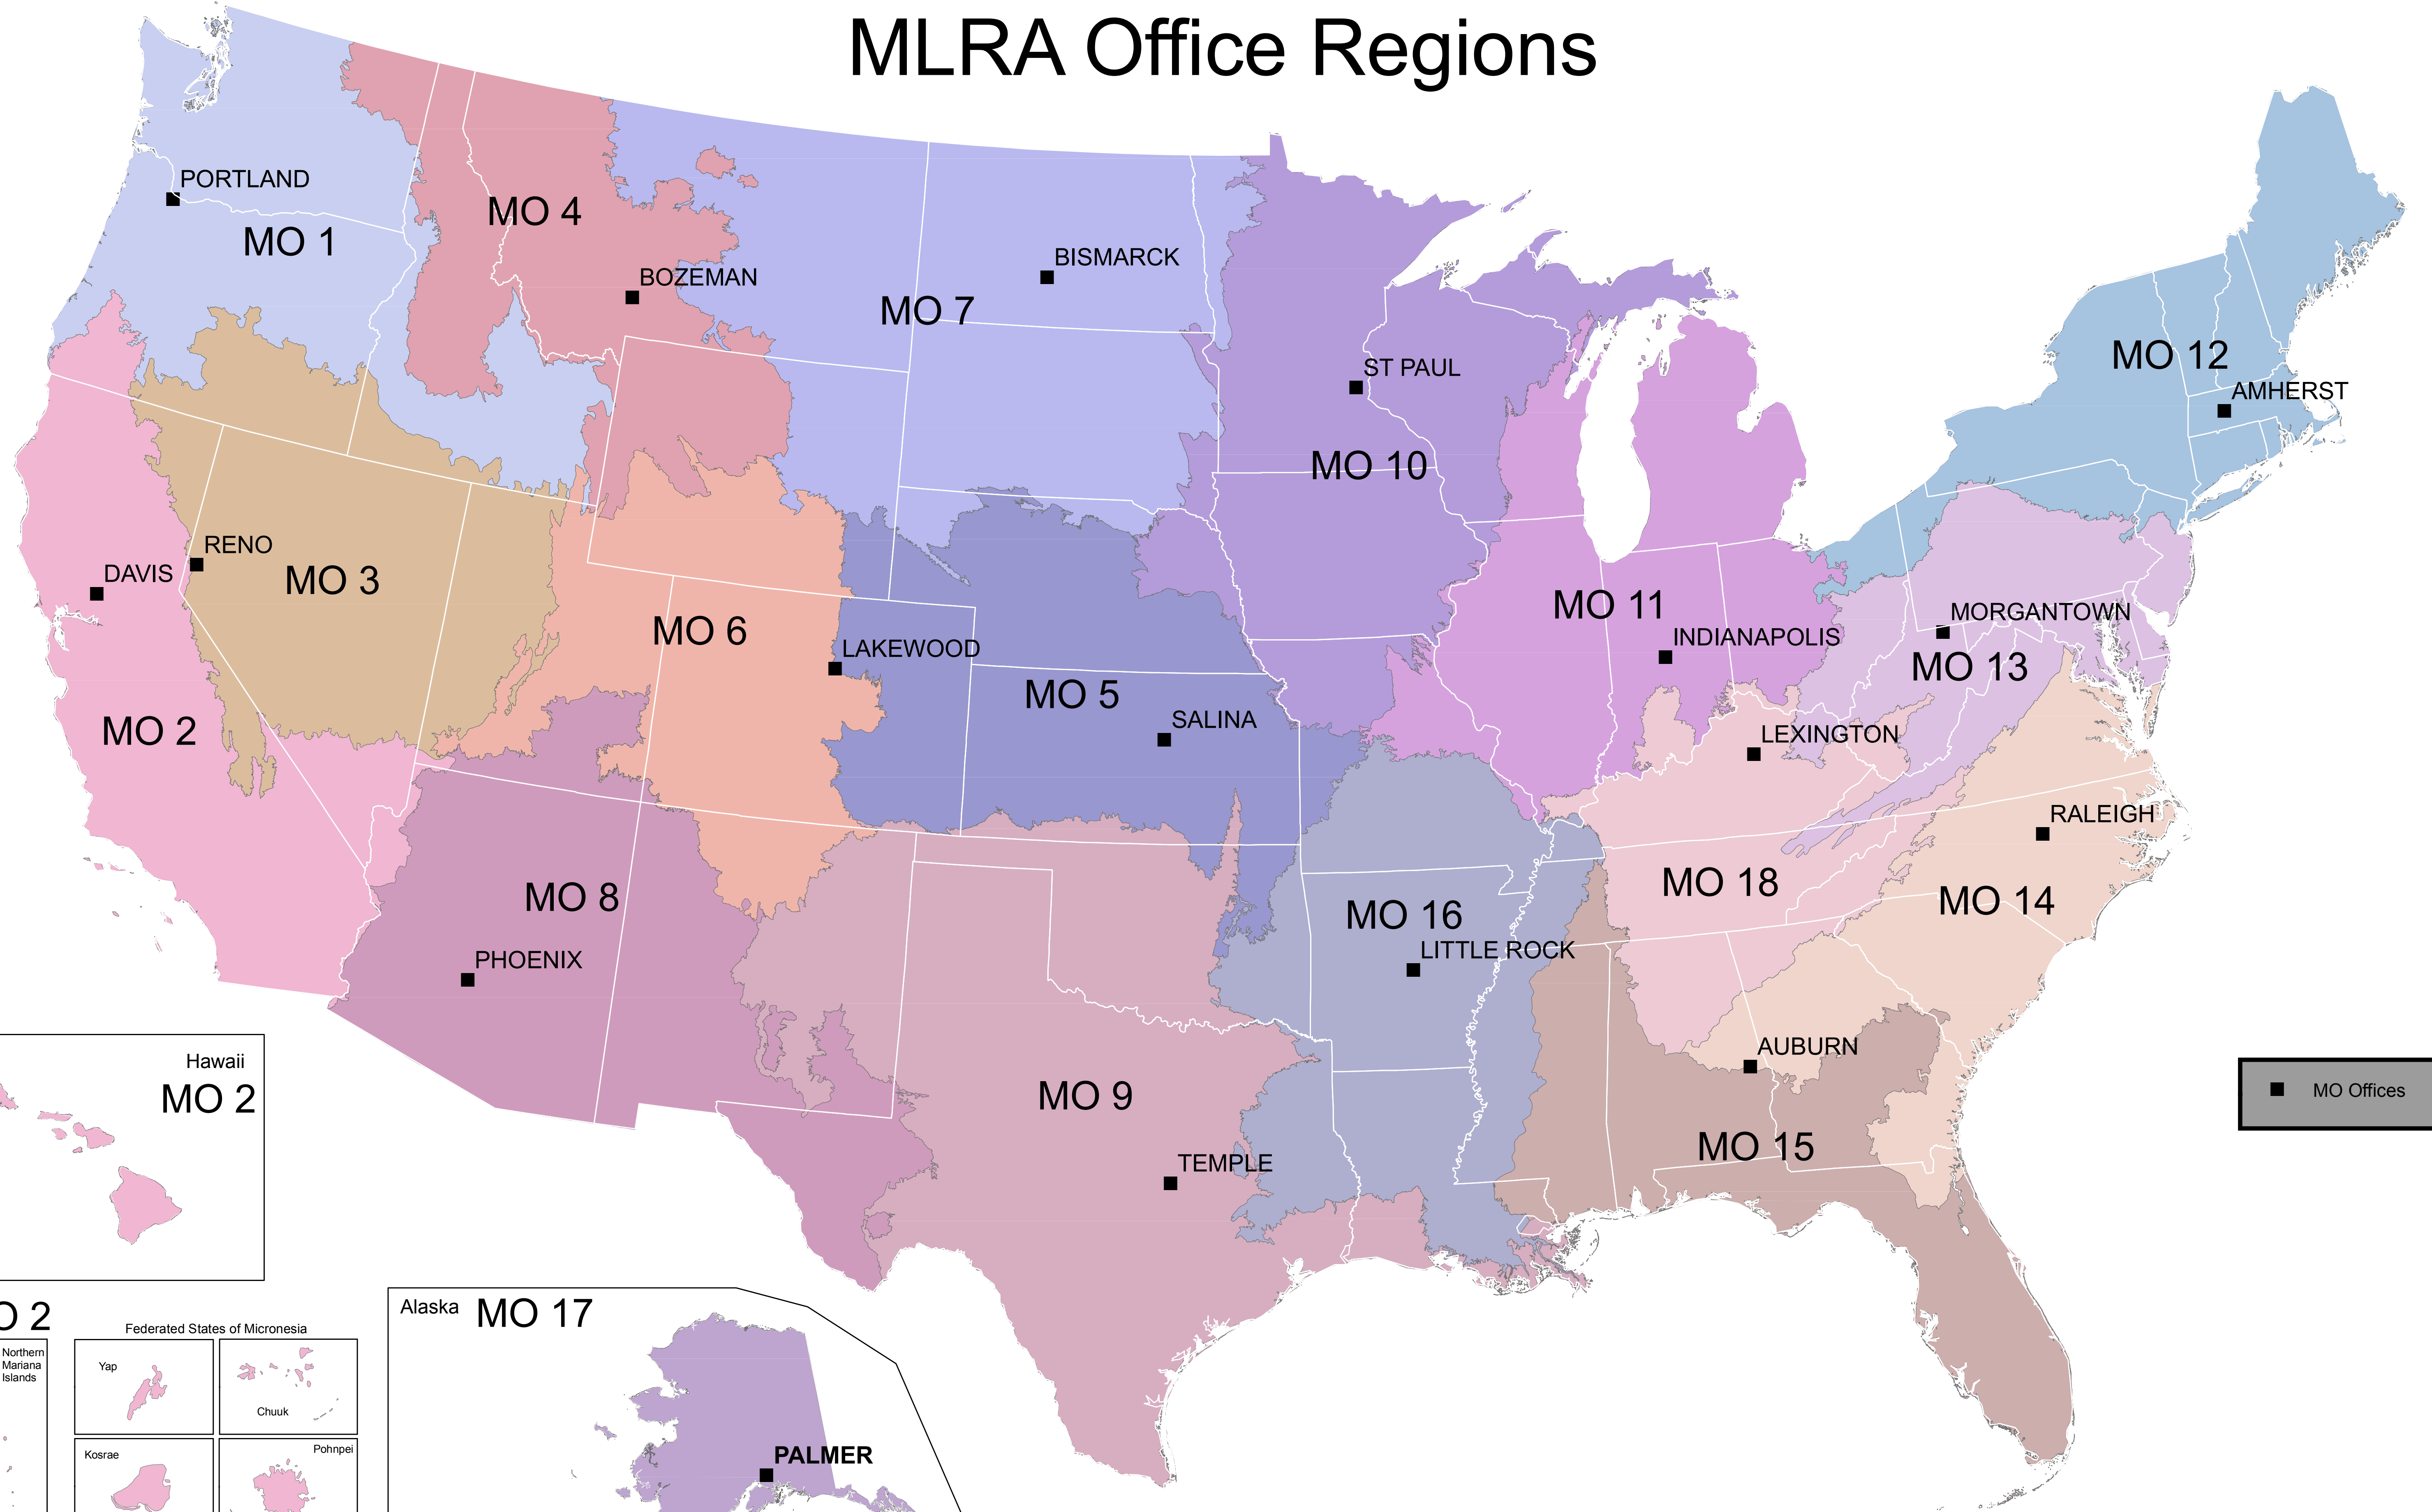 MLRA Office Regions
PORTLAND
MO 1
MO 4
BOZEMAN
BISMARCK
MO 7
ST PAUL
MO 10
MO 12
AMHERST
RENO
DAVIS
MO 3
MO 6
LAKEWOOD
MO 5
SALINA
MO 11
INDIANAPOLIS
MORGANTOWN
MO 13
MO 2
LEXINGTON
RALEIGH
MO 8
PHOENIX
MO 16
LITTLE ROCK
MO 18
MO 14
AUBURN
MO 9
TEMPLE
MO 15
MO Offices
Hawaii
MO 2
O 2
Northern
Mariana
Islands
Federated States of Micronesia
Yap
Chuuk
Kosrae
Pohnpei
Alaska
MO 17
PALMER